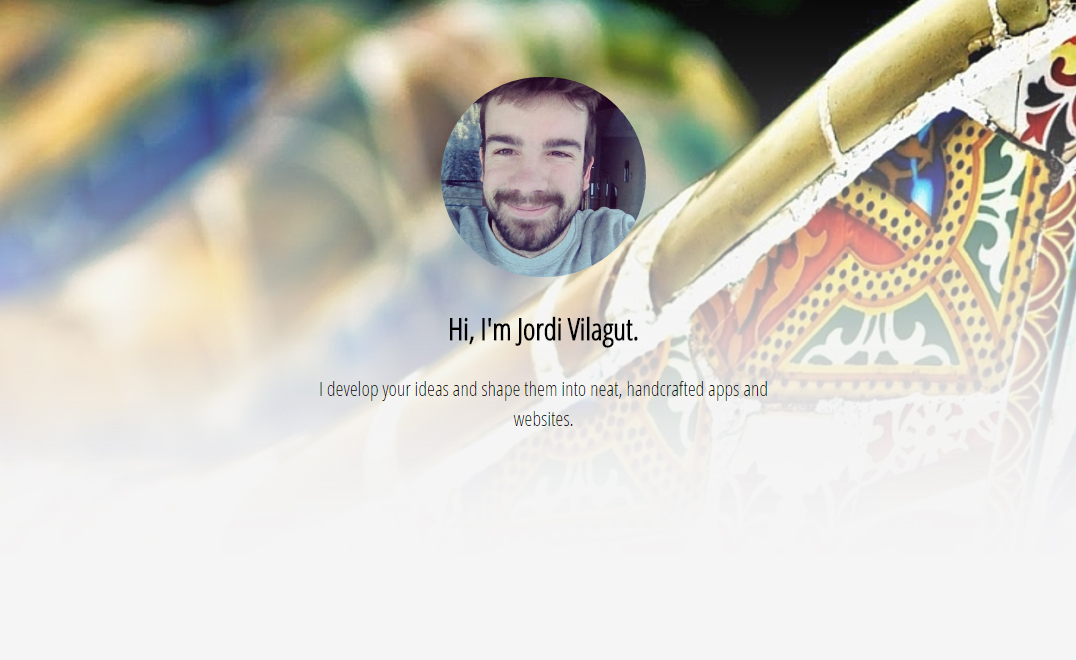 Hi, I'm Jordi Vilagut.
I develop your ideas and shape them into neat, handcrafted apps and
websites.